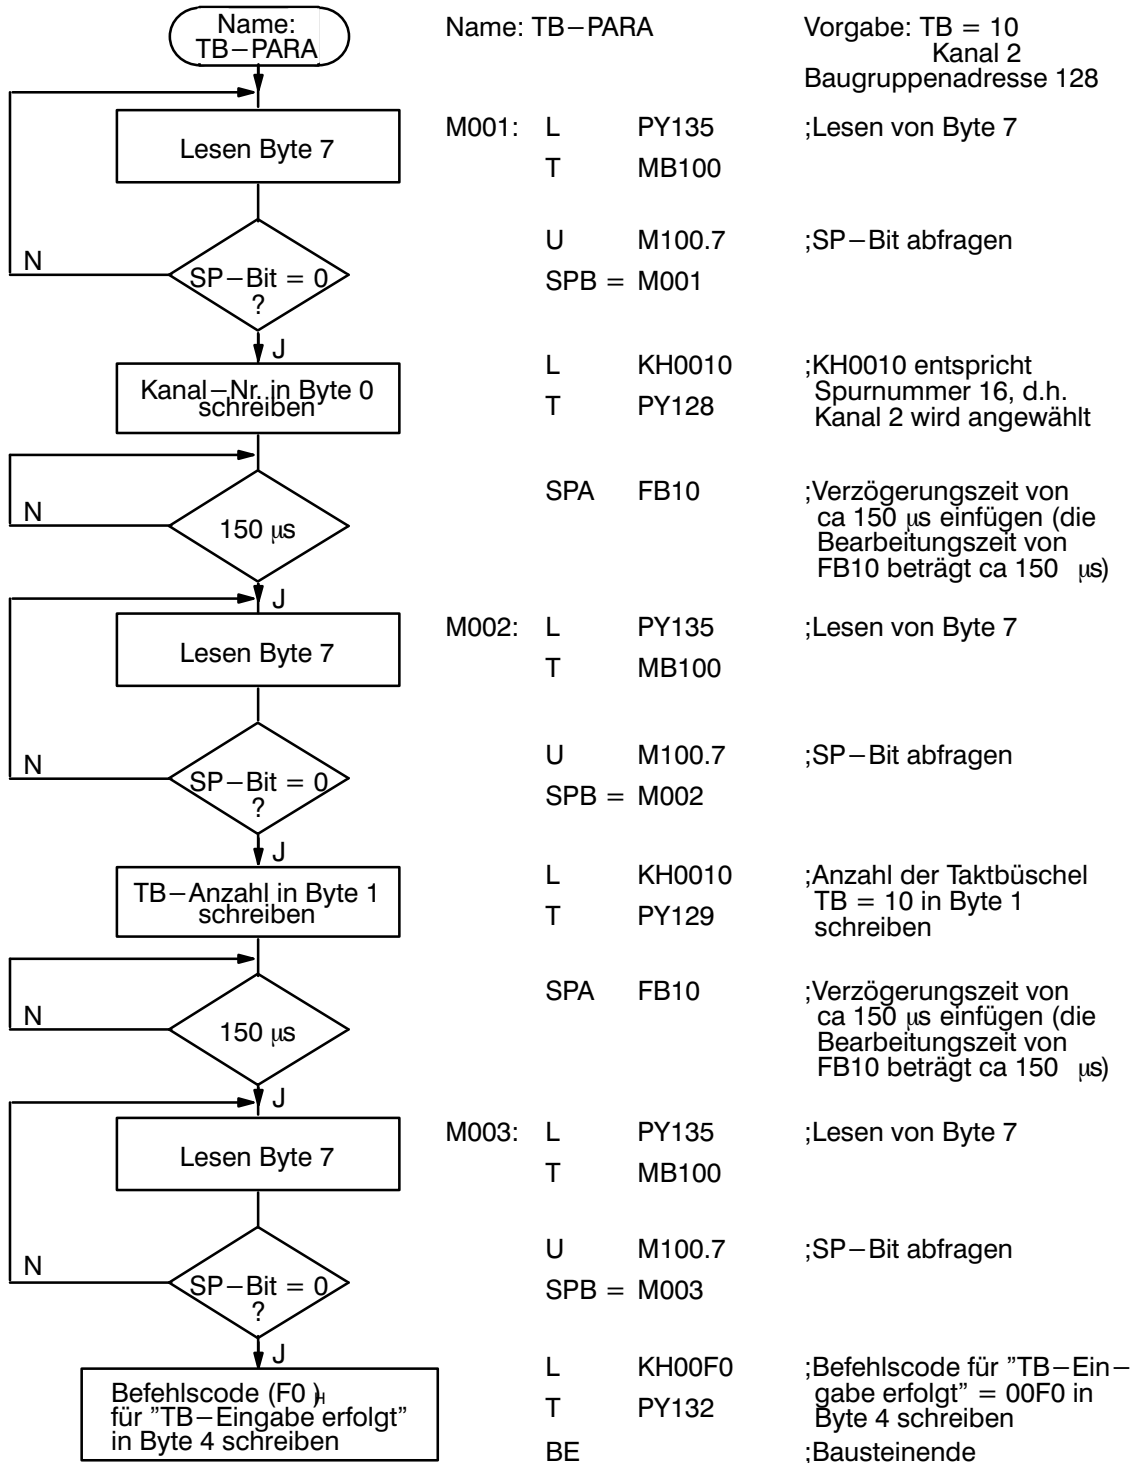 Name:
TB–PARA
Name: TB–PARA
Vorgabe: TB = 10
Kanal 2
Baugruppenadresse 128
Lesen Byte 7
M001: L PY135 ;Lesen von Byte 7
T MB100
N
SP–Bit = 0
?
U M100.7 ;SP–Bit abfragen
SPB = M001
J
Kanal–Nr. in Byte 0
schreiben
L KH0010 ;KH0010 entspricht
Spurnummer 16, d.h.
T PY128 Kanal 2 wird angewählt
N
150 µs
SPA FB10 ;Verzögerungszeit von
ca 150 µs einfügen (die
Bearbeitungszeit von
FB10 beträgt ca 150 µs)
J
Lesen Byte 7
M002: L PY135 ;Lesen von Byte 7
T MB100
N
SP–Bit = 0
?
U M100.7 ;SP–Bit abfragen
SPB = M002
J
TB–Anzahl in Byte 1
schreiben
L KH0010 ;Anzahl der Taktbüschel
TB = 10 in Byte 1
T PY129 schreiben
N
150 µs
SPA FB10 ;Verzögerungszeit von
ca 150 µs einfügen (die
Bearbeitungszeit von
FB10 beträgt ca 150 µs)
J
Lesen Byte 7
M003: L PY135 ;Lesen von Byte 7
T MB100
N
SP–Bit = 0
?
U M100.7 ;SP–Bit abfragen
SPB = M003
J
Befehlscode (F0 )H
für ”TB–Eingabe erfolgt”
in Byte 4 schreiben
L KH00F0 ;Befehlscode für ”TB–Ein–
gabe erfolgt” = 00F0 in
T PY132 Byte 4 schreiben
BE ;Bausteinende